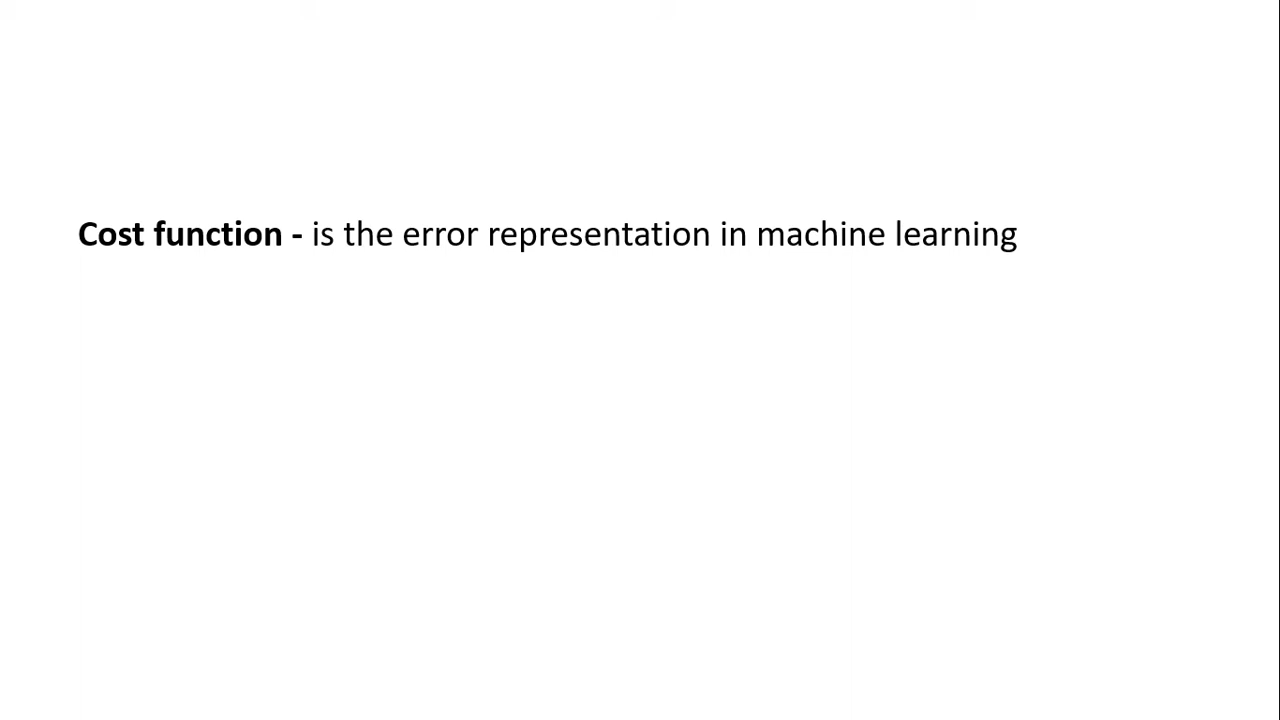 Cost function - is the error representation in machine learning